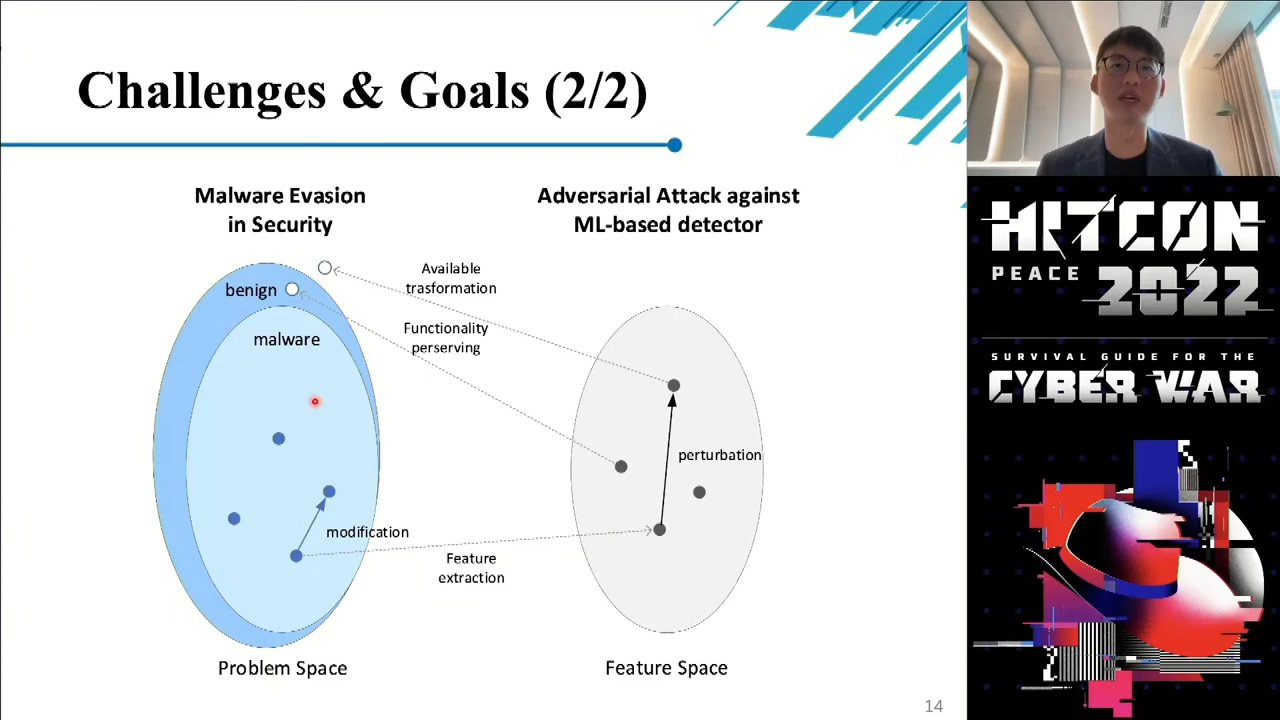 Challenges & Goals (2/2)
Malware Evasion
in Security
Adversarial Attack against
ML-based detector
benign
malware
Available
trasformation
Functionality
perserving
perturbation
modification
Feature
extraction
Problem Space
Feature Space
14
HITCON
PEACE 2022
SURVIVAL GUIDE FOR THE
CYBER WAR